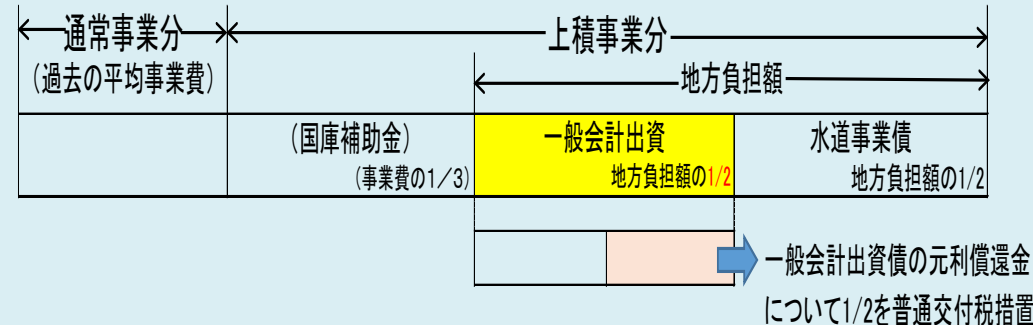 通常事業分
(過去の平均事業費)
上積事業分
地方負担額
(国庫補助金)
(事業費の1/3)
一般会計出資
地方負担額の1/2
水道事業債
地方負担額の1/2
一般会計出資債の元利償還金
について1/2を普通交付税措置